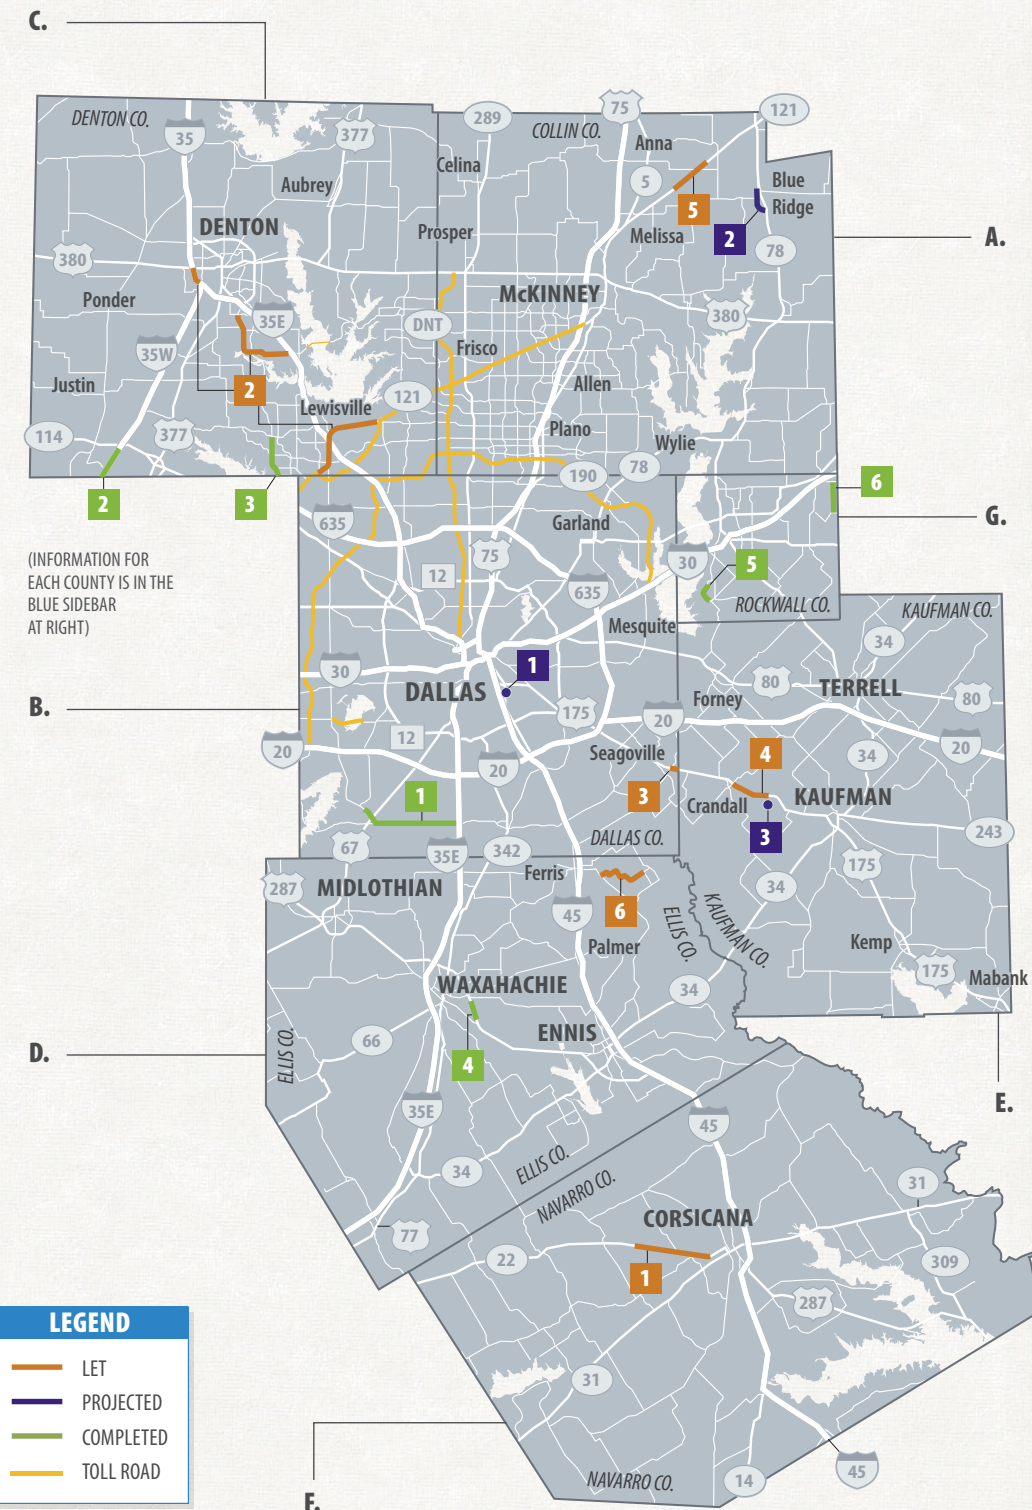 C.
DENTON CO.
35
377
289
COLLIN CO.
75
121
Anna
Celina
5
Blue
Ridge
Aubrey
5
2
Melissa
DENTON
Prosper
A.
78
380
Ponder
McKINNEY
380
35E
DNT
35W
Frisco
Justin
2
Allen
Lewisville
121
114
377
Plano
Wylie
78
190
2
3
6
635
Garland
G.
(INFORMATION FOR
EACH COUNTY IS IN THE
BLUE SIDEBAR
AT RIGHT)
75
12
30
5
635
ROCKWALL CO.
KAUFMAN CO.
Mesquite
34
30
1
DALLAS
80
TERRELL
80
Forney
B.
175
20
12
20
Seagoville
34
20
20
4
1
3
Crandall
KAUFMAN
3
DALLAS CO.
243
67
35E
342
175
287
MIDLOTHIAN
Ferris
34
6
45
ELLIS CO.
KAUFMAN CO.
Palmer
Kemp
175
Mabank
WAXAHACHIE
34
ENNIS
66
D.
ELLIS CO.
4
E.
35E
45
34
ELLIS CO.
NAVARRO CO.
31
CORSICANA
77
22
1
309
287
LEGEND
LET
PROJECTED
COMPLETED
TOLL ROAD
31
NAVARRO CO.
14
45
F.